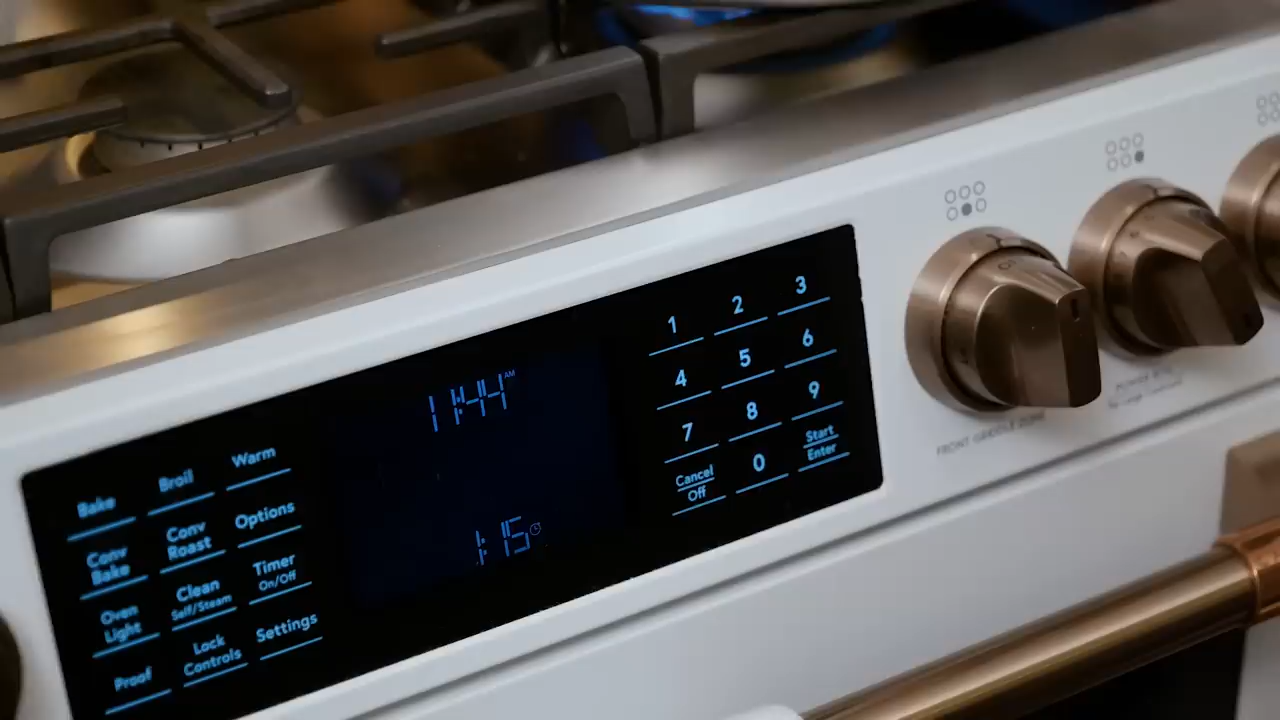 11:44 AM
1:15
Bake
Broil
Warm
Conv
Bake
Conv
Roast
Options
Oven
Light
Clean
Self/Steam
Timer
On/Off
Proof
Lock
Controls
Settings
1 2 3
4 5 6
7 8 9
Cancel
Off
0
Start
Enter
FRONT GRIDDLE ZONE